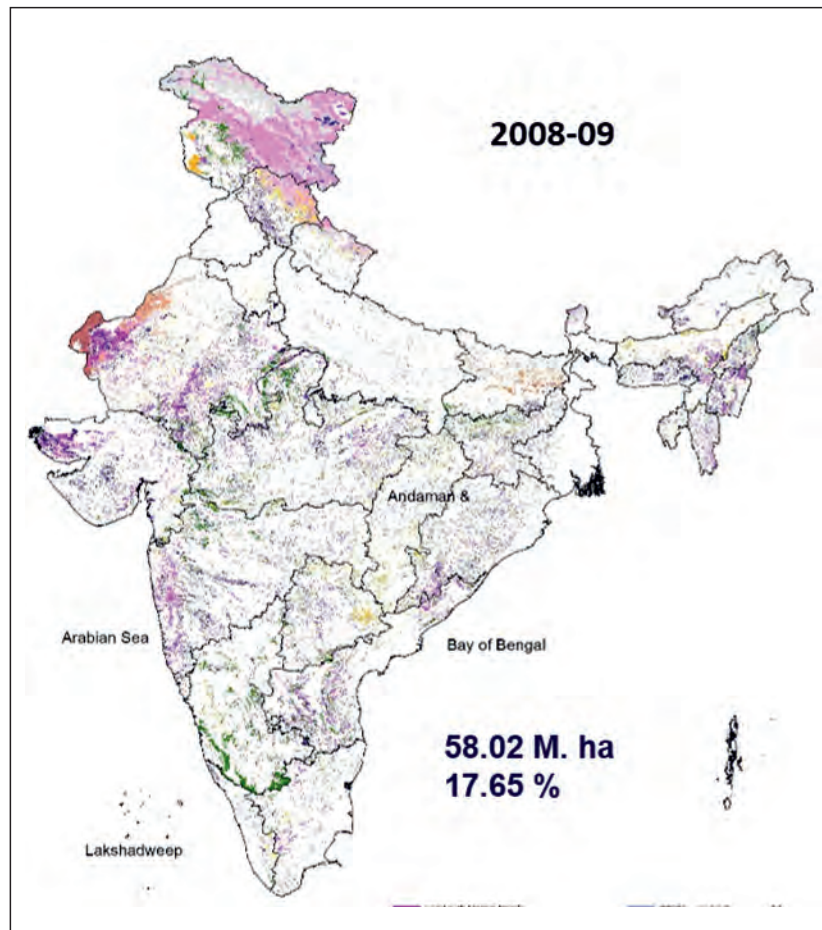 2008-09
Andaman &
Arabian Sea
Bay of Bengal
58.02 M. ha
17.65 %
Lakshadweep